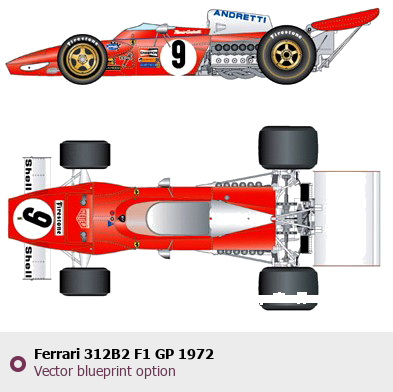 ANDRETTI
Firestone
9
Firestone
Shell
9
Firestone
Shell
Ferrari 312B2 F1 GP 1972
Vector blueprint option